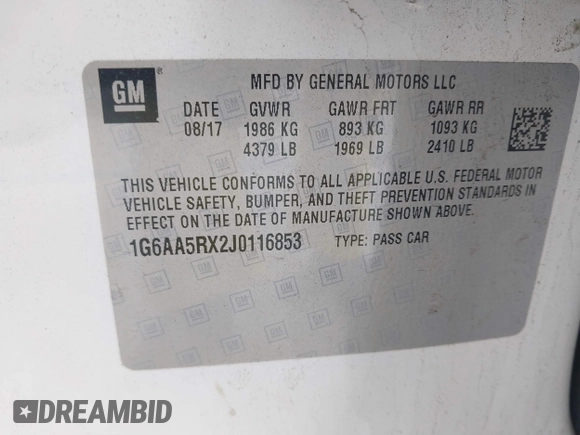 GM
MFD BY GENERAL MOTORS LLC
DATE GVWR GAWR FRT GAWR RR
08/17 1986 KG 893 KG 1093 KG
4379 LB 1969 LB 2410 LB
THIS VEHICLE CONFORMS TO ALL APPLICABLE U.S. FEDERAL MOTOR
VEHICLE SAFETY, BUMPER, AND THEFT PREVENTION STANDARDS IN
EFFECT ON THE DATE OF MANUFACTURE SHOWN ABOVE.
1G6AA5RX2J0116853 TYPE: PASS CAR
DREAMBID